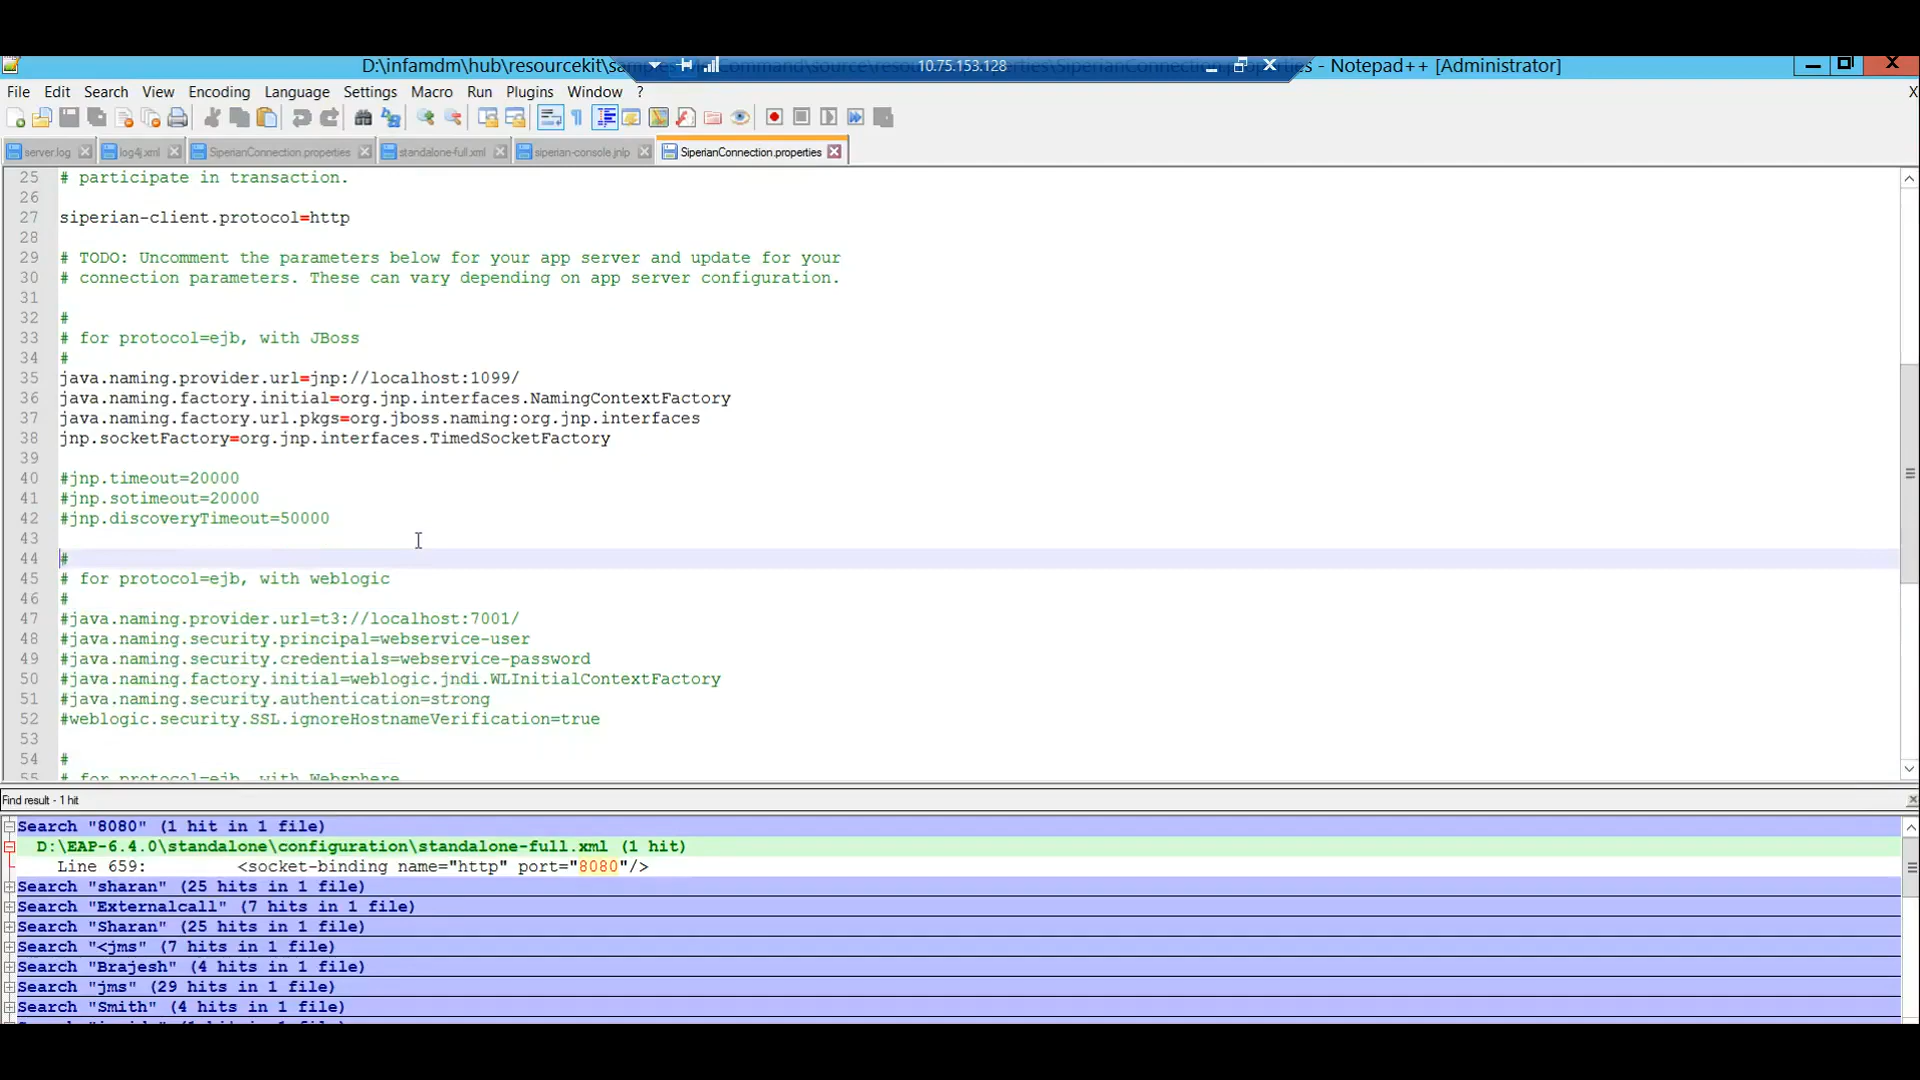 D:\infamdm\hub\resourcekit\
10.75.153.128
SiperianConnection.properties - Notepad++ [Administrator]
File Edit Search View Encoding Language Settings Macro Run Plugins Window ? X
server.log log4j.xml SiperianConnection.properties standalone-full.xml siperian-console.jnlp SiperianConnection.properties
25 # participate in transaction.
26
27 siperian-client.protocol=http
28
29 # TODO: Uncomment the parameters below for your app server and update for your
30 # connection parameters. These can vary depending on app server configuration.
31
32 #
33 # for protocol=ejb, with JBoss
34 #
35 java.naming.provider.url=jnp://localhost:1099/
36 java.naming.factory.initial=org.jnp.interfaces.NamingContextFactory
37 java.naming.factory.url.pkgs=org.jboss.naming:org.jnp.interfaces
38 jnp.socketFactory=org.jnp.interfaces.TimedSocketFactory
39
40 #jnp.timeout=20000
41 #jnp.sotimeout=20000
42 #jnp.discoveryTimeout=50000
43
44 #
45 # for protocol=ejb, with weblogic
46 #
47 #java.naming.provider.url=t3://localhost:7001/
48 #java.naming.security.principal=webservice-user
49 #java.naming.security.credentials=webservice-password
50 #java.naming.factory.initial=weblogic.jndi.WLInitialContextFactory
51 #java.naming.security.authentication=strong
52 #weblogic.security.SSL.ignoreHostnameVerification=true
53
54 #
55 # for protocol=ejb, with Websphere
Find result - 1 hit
Search "8080" (1 hit in 1 file)
D:\EAP-6.4.0\standalone\configuration\standalone-full.xml (1 hit)
Line 659: <socket-binding name="http" port="8080"/>
Search "sharan" (25 hits in 1 file)
Search "Externalcall" (7 hits in 1 file)
Search "Sharan" (25 hits in 1 file)
Search "<jms" (7 hits in 1 file)
Search "Brajesh" (4 hits in 1 file)
Search "jms" (29 hits in 1 file)
Search "Smith" (4 hits in 1 file)